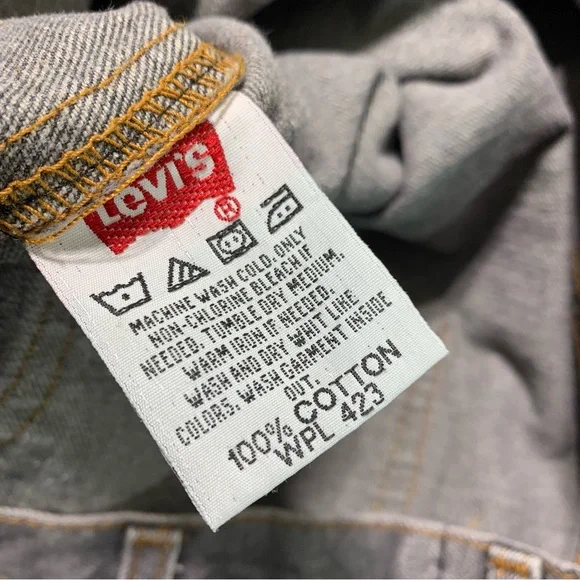 LEVI'S
®
MACHINE WASH COLD. ONLY
NON-CHLORINE BLEACH IF
NEEDED. TUMBLE DRY MEDIUM.
WARM IRON IF NEEDED.
WASH AND DRY WHIT LIKE
COLORS. WASH GARMENT INSIDE
OUT.
100% COTTON
WPL 423